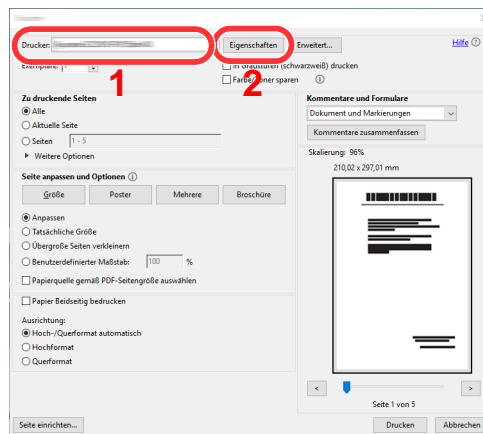 Drucker:
Eigenschaften
Erweitert...
Hilfe
1
2
In Graustufen (schwarzweiß) drucken
Farbe/Toner sparen
Zu druckende Seiten
Alle
Aktuelle Seite
Seiten 1 - 5
Weitere Optionen
Seite anpassen und Optionen
Größe Poster Mehrere Broschüre
Anpassen
Tatsächliche Größe
Übergroße Seiten verkleinern
Benutzerdefinierter Maßstab: 100 %
Papierquelle gemäß PDF-Seitengröße auswählen
Papier Beidseitig bedrucken
Ausrichtung:
Hoch-/Querformat automatisch
Hochformat
Querformat
Kommentare und Formulare
Dokument und Markierungen
Kommentare zusammenfassen
Skalierung: 96%
210,02 x 297,01 mm
< >
Seite 1 von 5
Seite einrichten...
Drucken Abbrechen